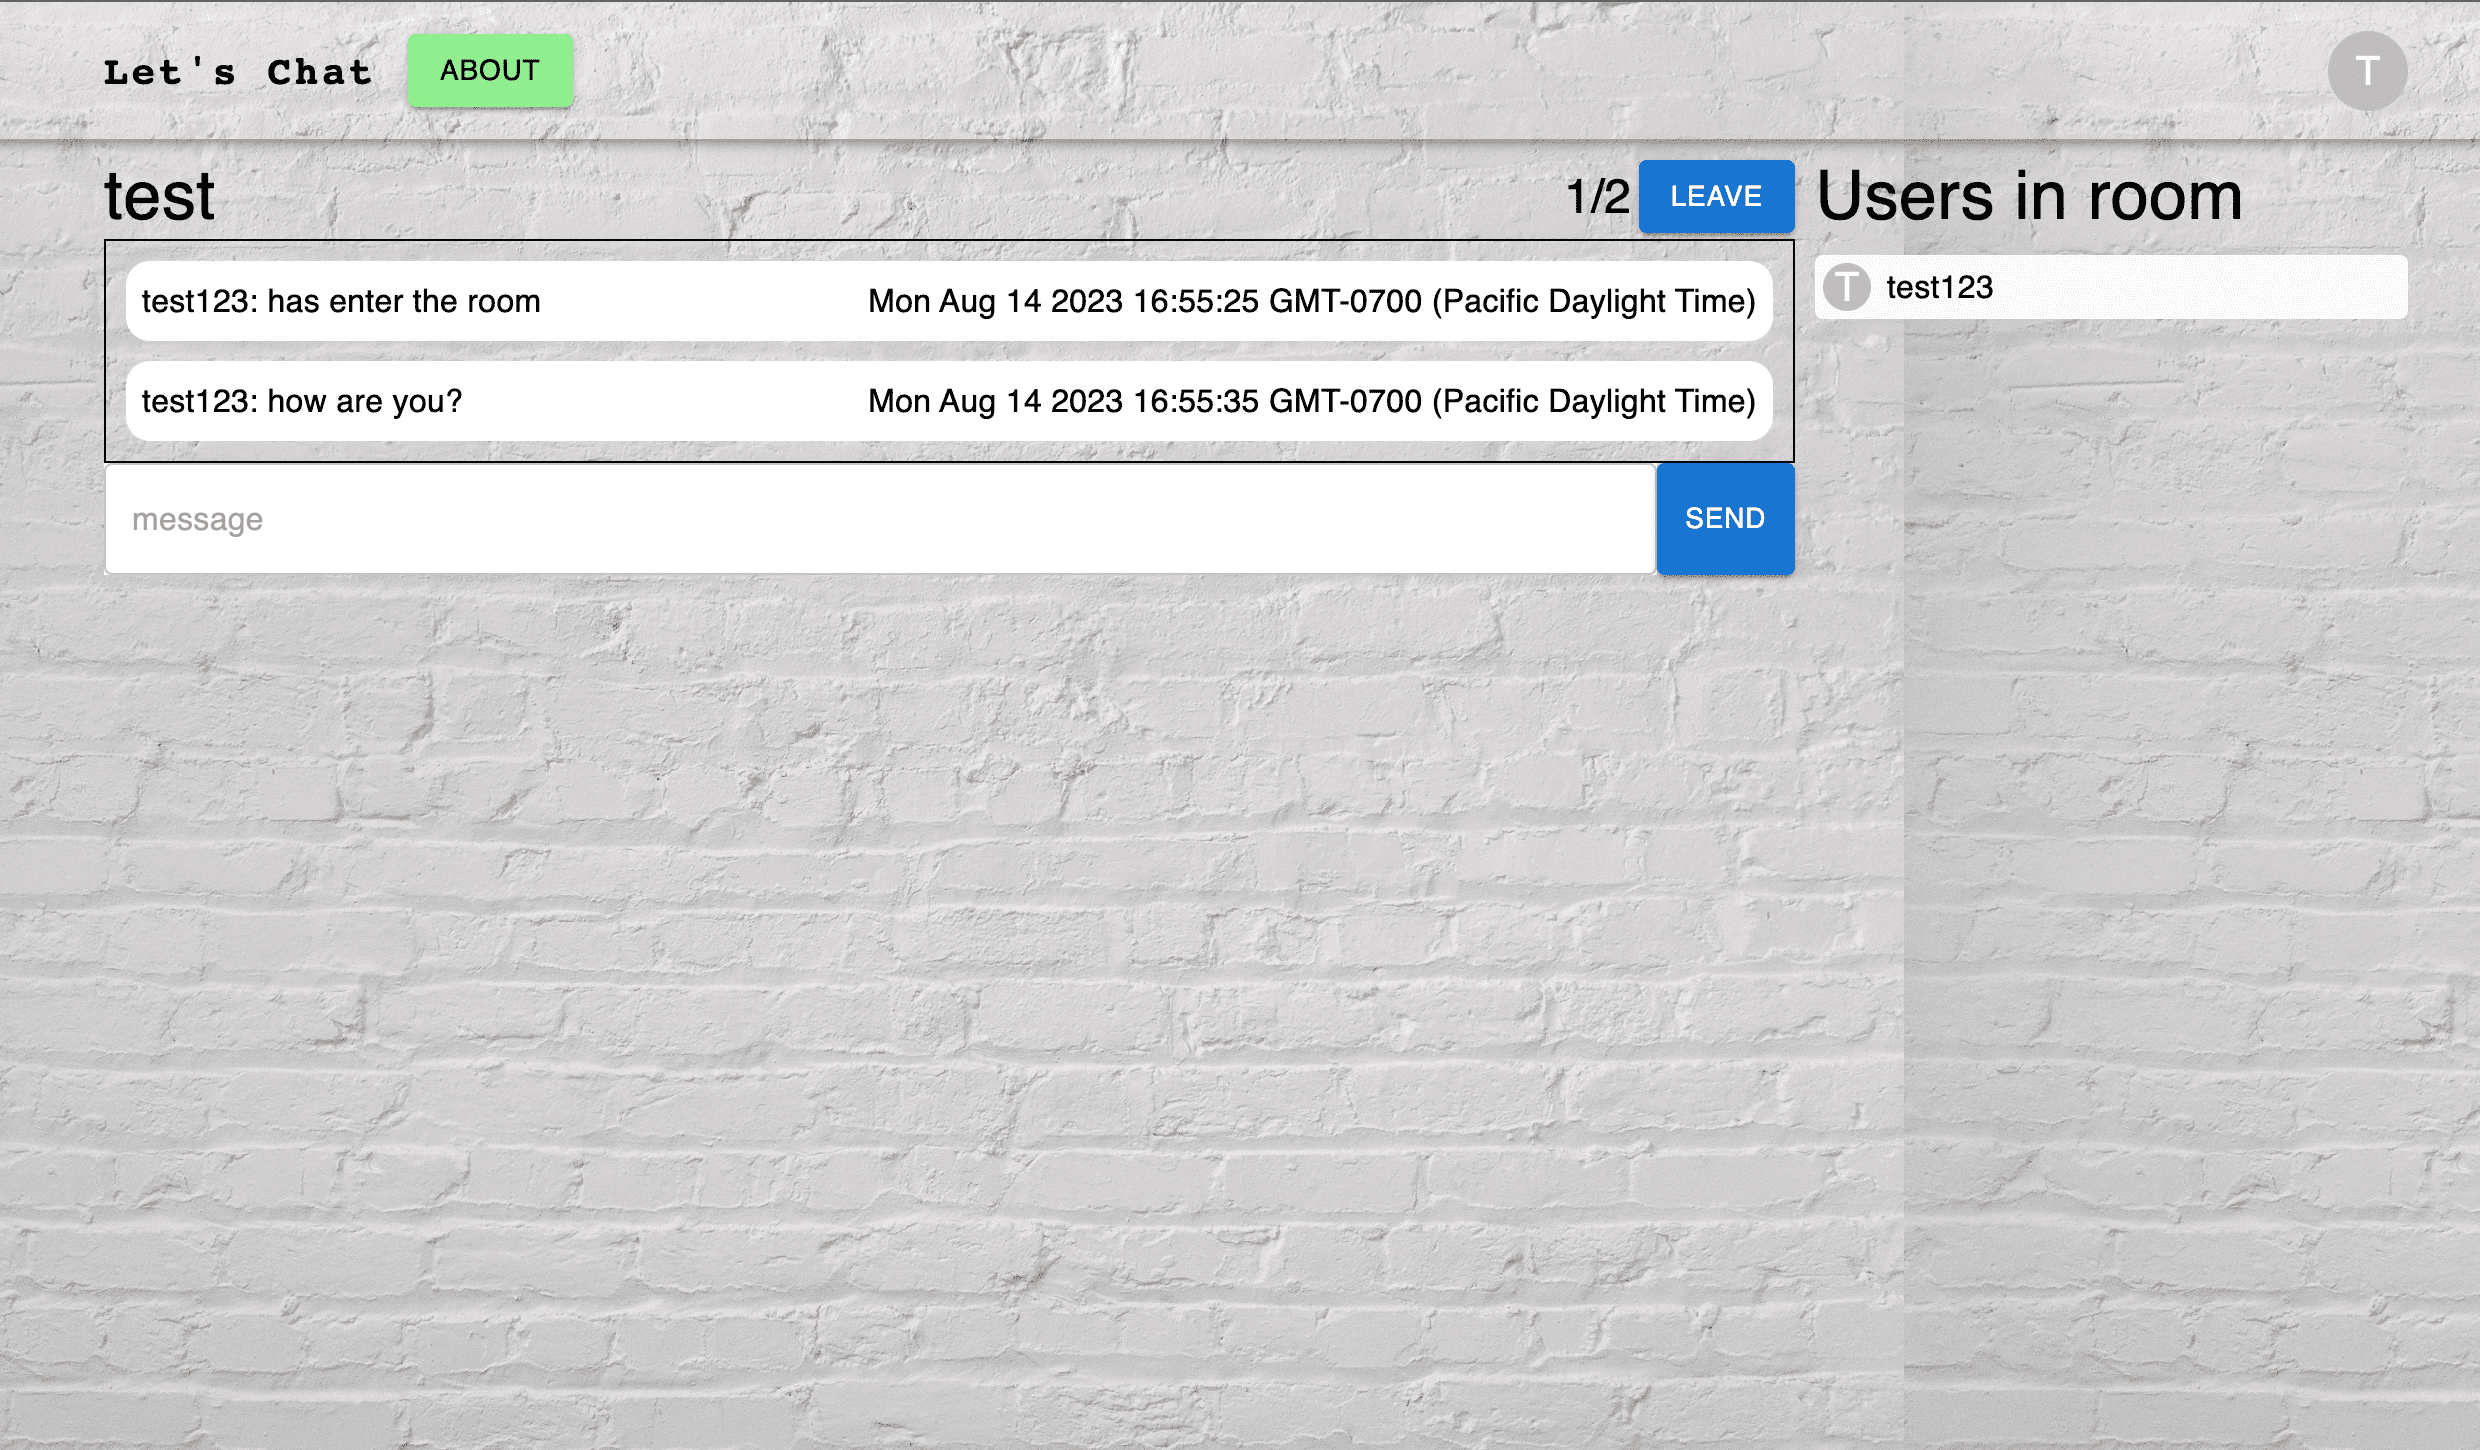 Let's Chat ABOUT T
test 1/2 LEAVE Users in room
test123: has enter the room Mon Aug 14 2023 16:55:25 GMT-0700 (Pacific Daylight Time)
T test123
test123: how are you? Mon Aug 14 2023 16:55:35 GMT-0700 (Pacific Daylight Time)
message SEND